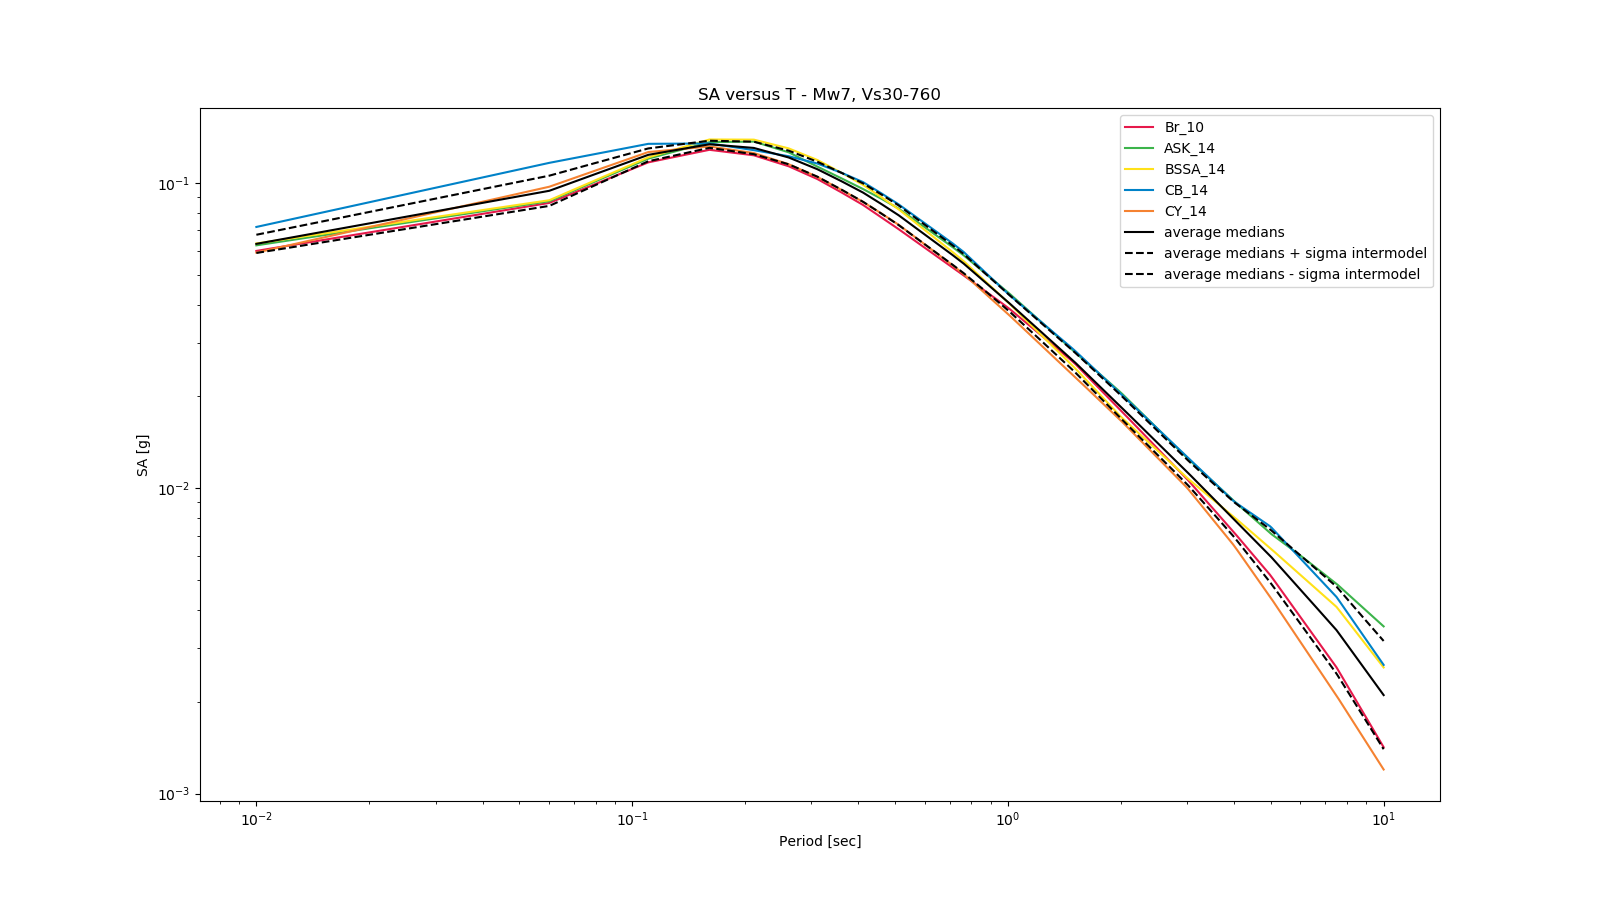 SA versus T - Mw7, Vs30-760
Br_10
ASK_14
BSSA_14
CB_14
CY_14
average medians
average medians + sigma intermodel
average medians - sigma intermodel
SA [g]
10⁻¹
10⁻²
10⁻³
10⁻² 10⁻¹ 10⁰ 10¹
Period [sec]